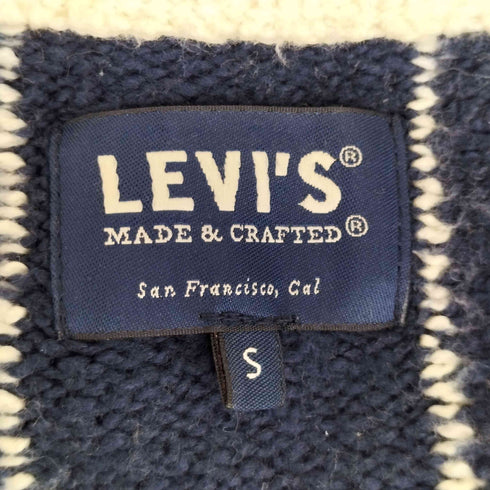 LEVI'S®
MADE & CRAFTED®
San Francisco, Cal
S